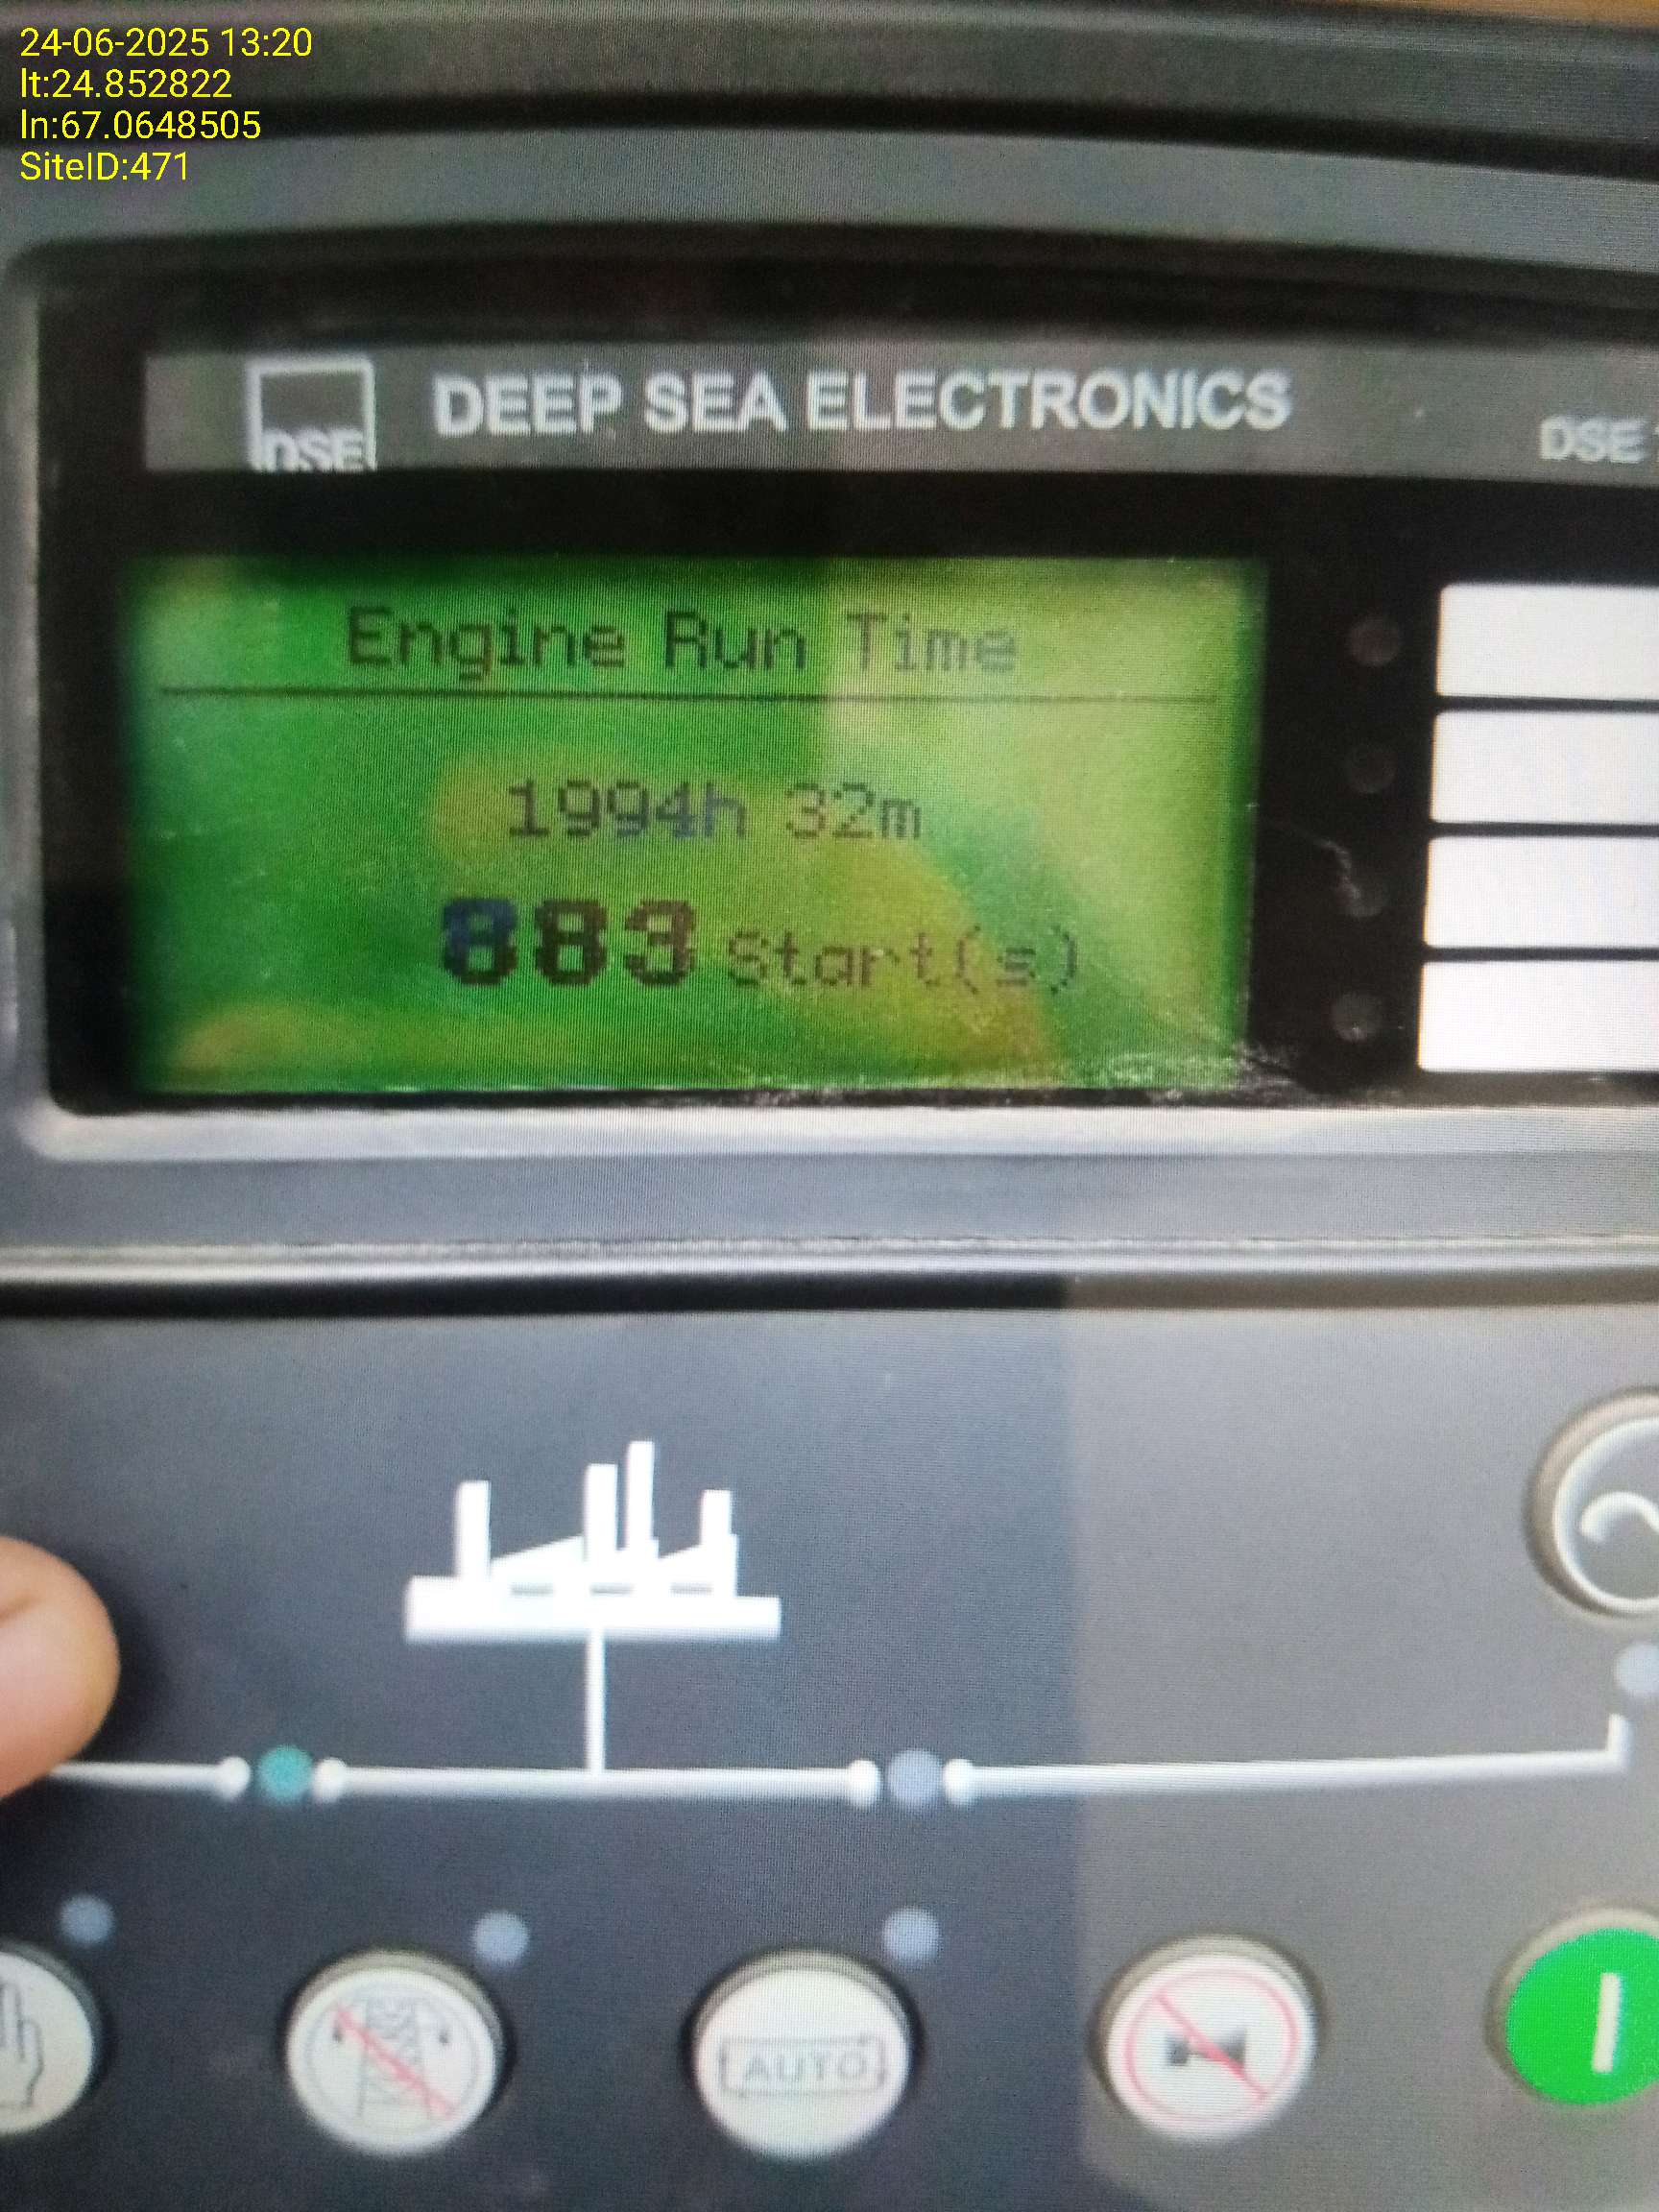 24-06-2025 13:20
lt:24.852822
ln:67.0648505
SiteID:471
DSE DEEP SEA ELECTRONICS
DSE
Engine Run Time
1994h 32m
883 Start(s)
AUTO